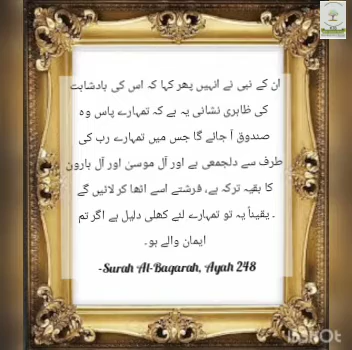 ان کے نبی نے انہیں پھر کہا کہ اس کی بادشاہت
کی ظاہری نشانی یہ ہے کہ تمہارے پاس وہ
صندوق آ جائے گا جس میں تمہارے رب کی
طرف سے دلجمعی ہے اور آل موسیٰ اور آل ہارون
کا بقیہ ترکہ ہے، فرشتے اسے اٹھا کر لائیں گے
۔ یقیناً یہ تو تمہارے لئے کھلی دلیل ہے اگر تم
ایمان والے ہو۔
-Surah Al-Baqarah, Ayah 248